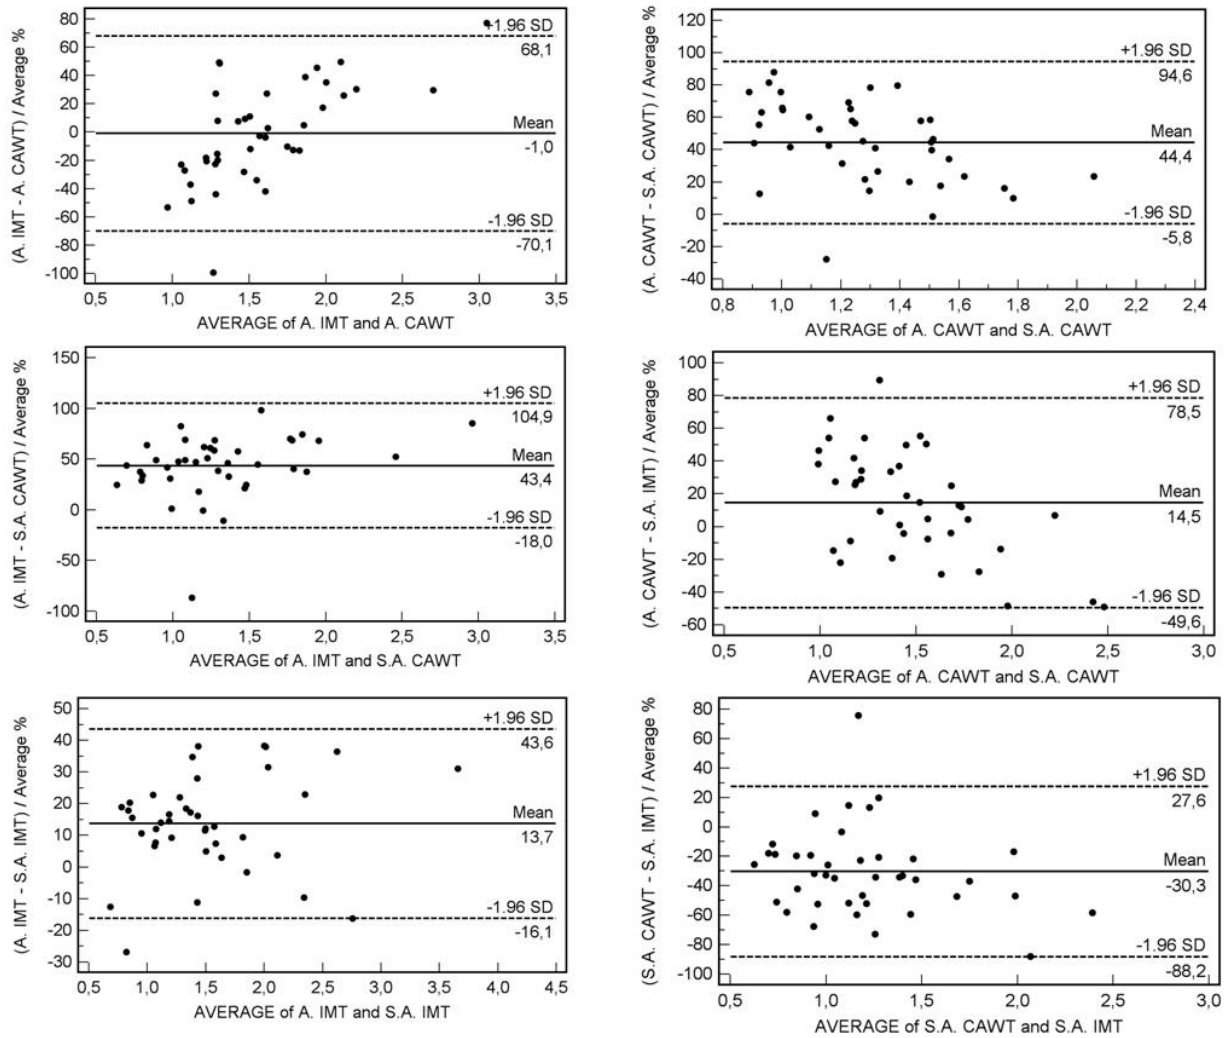 (A. IMT - A. CAWT) / Average %
80
60
40
20
0
-20
-40
-60
-80
-100
+1.96 SD
68,1
Mean
-1,0
-1.96 SD
-70,1
0,5 1,0 1,5 2,0 2,5 3,0 3,5
AVERAGE of A. IMT and A. CAWT
(A. CAWT - S.A. CAWT) / Average %
120
100
80
60
40
20
0
-20
-40
+1.96 SD
94,6
Mean
44,4
-1.96 SD
-5,8
0,8 1,0 1,2 1,4 1,6 1,8 2,0 2,2 2,4
AVERAGE of A. CAWT and S.A. CAWT
(A. IMT - S.A. CAWT) / Average %
150
100
50
0
-50
-100
+1.96 SD
104,9
Mean
43,4
-1.96 SD
-18,0
0,5 1,0 1,5 2,0 2,5 3,0 3,5
AVERAGE of A. IMT and S.A. CAWT
(A. CAWT - S.A. IMT) / Average %
100
80
60
40
20
0
-20
-40
-60
+1.96 SD
78,5
Mean
14,5
-1.96 SD
-49,6
0,5 1,0 1,5 2,0 2,5 3,0
AVERAGE of A. CAWT and S.A. CAWT
(A. IMT - S.A. IMT) / Average %
50
40
30
20
10
0
-10
-20
-30
+1.96 SD
43,6
Mean
13,7
-1.96 SD
-16,1
0,5 1,0 1,5 2,0 2,5 3,0 3,5 4,0 4,5
AVERAGE of A. IMT and S.A. IMT
(S.A. CAWT - S.A. IMT) / Average %
80
60
40
20
0
-20
-40
-60
-80
-100
+1.96 SD
27,6
Mean
-30,3
-1.96 SD
-88,2
0,5 1,0 1,5 2,0 2,5 3,0
AVERAGE of S.A. CAWT and S.A. IMT